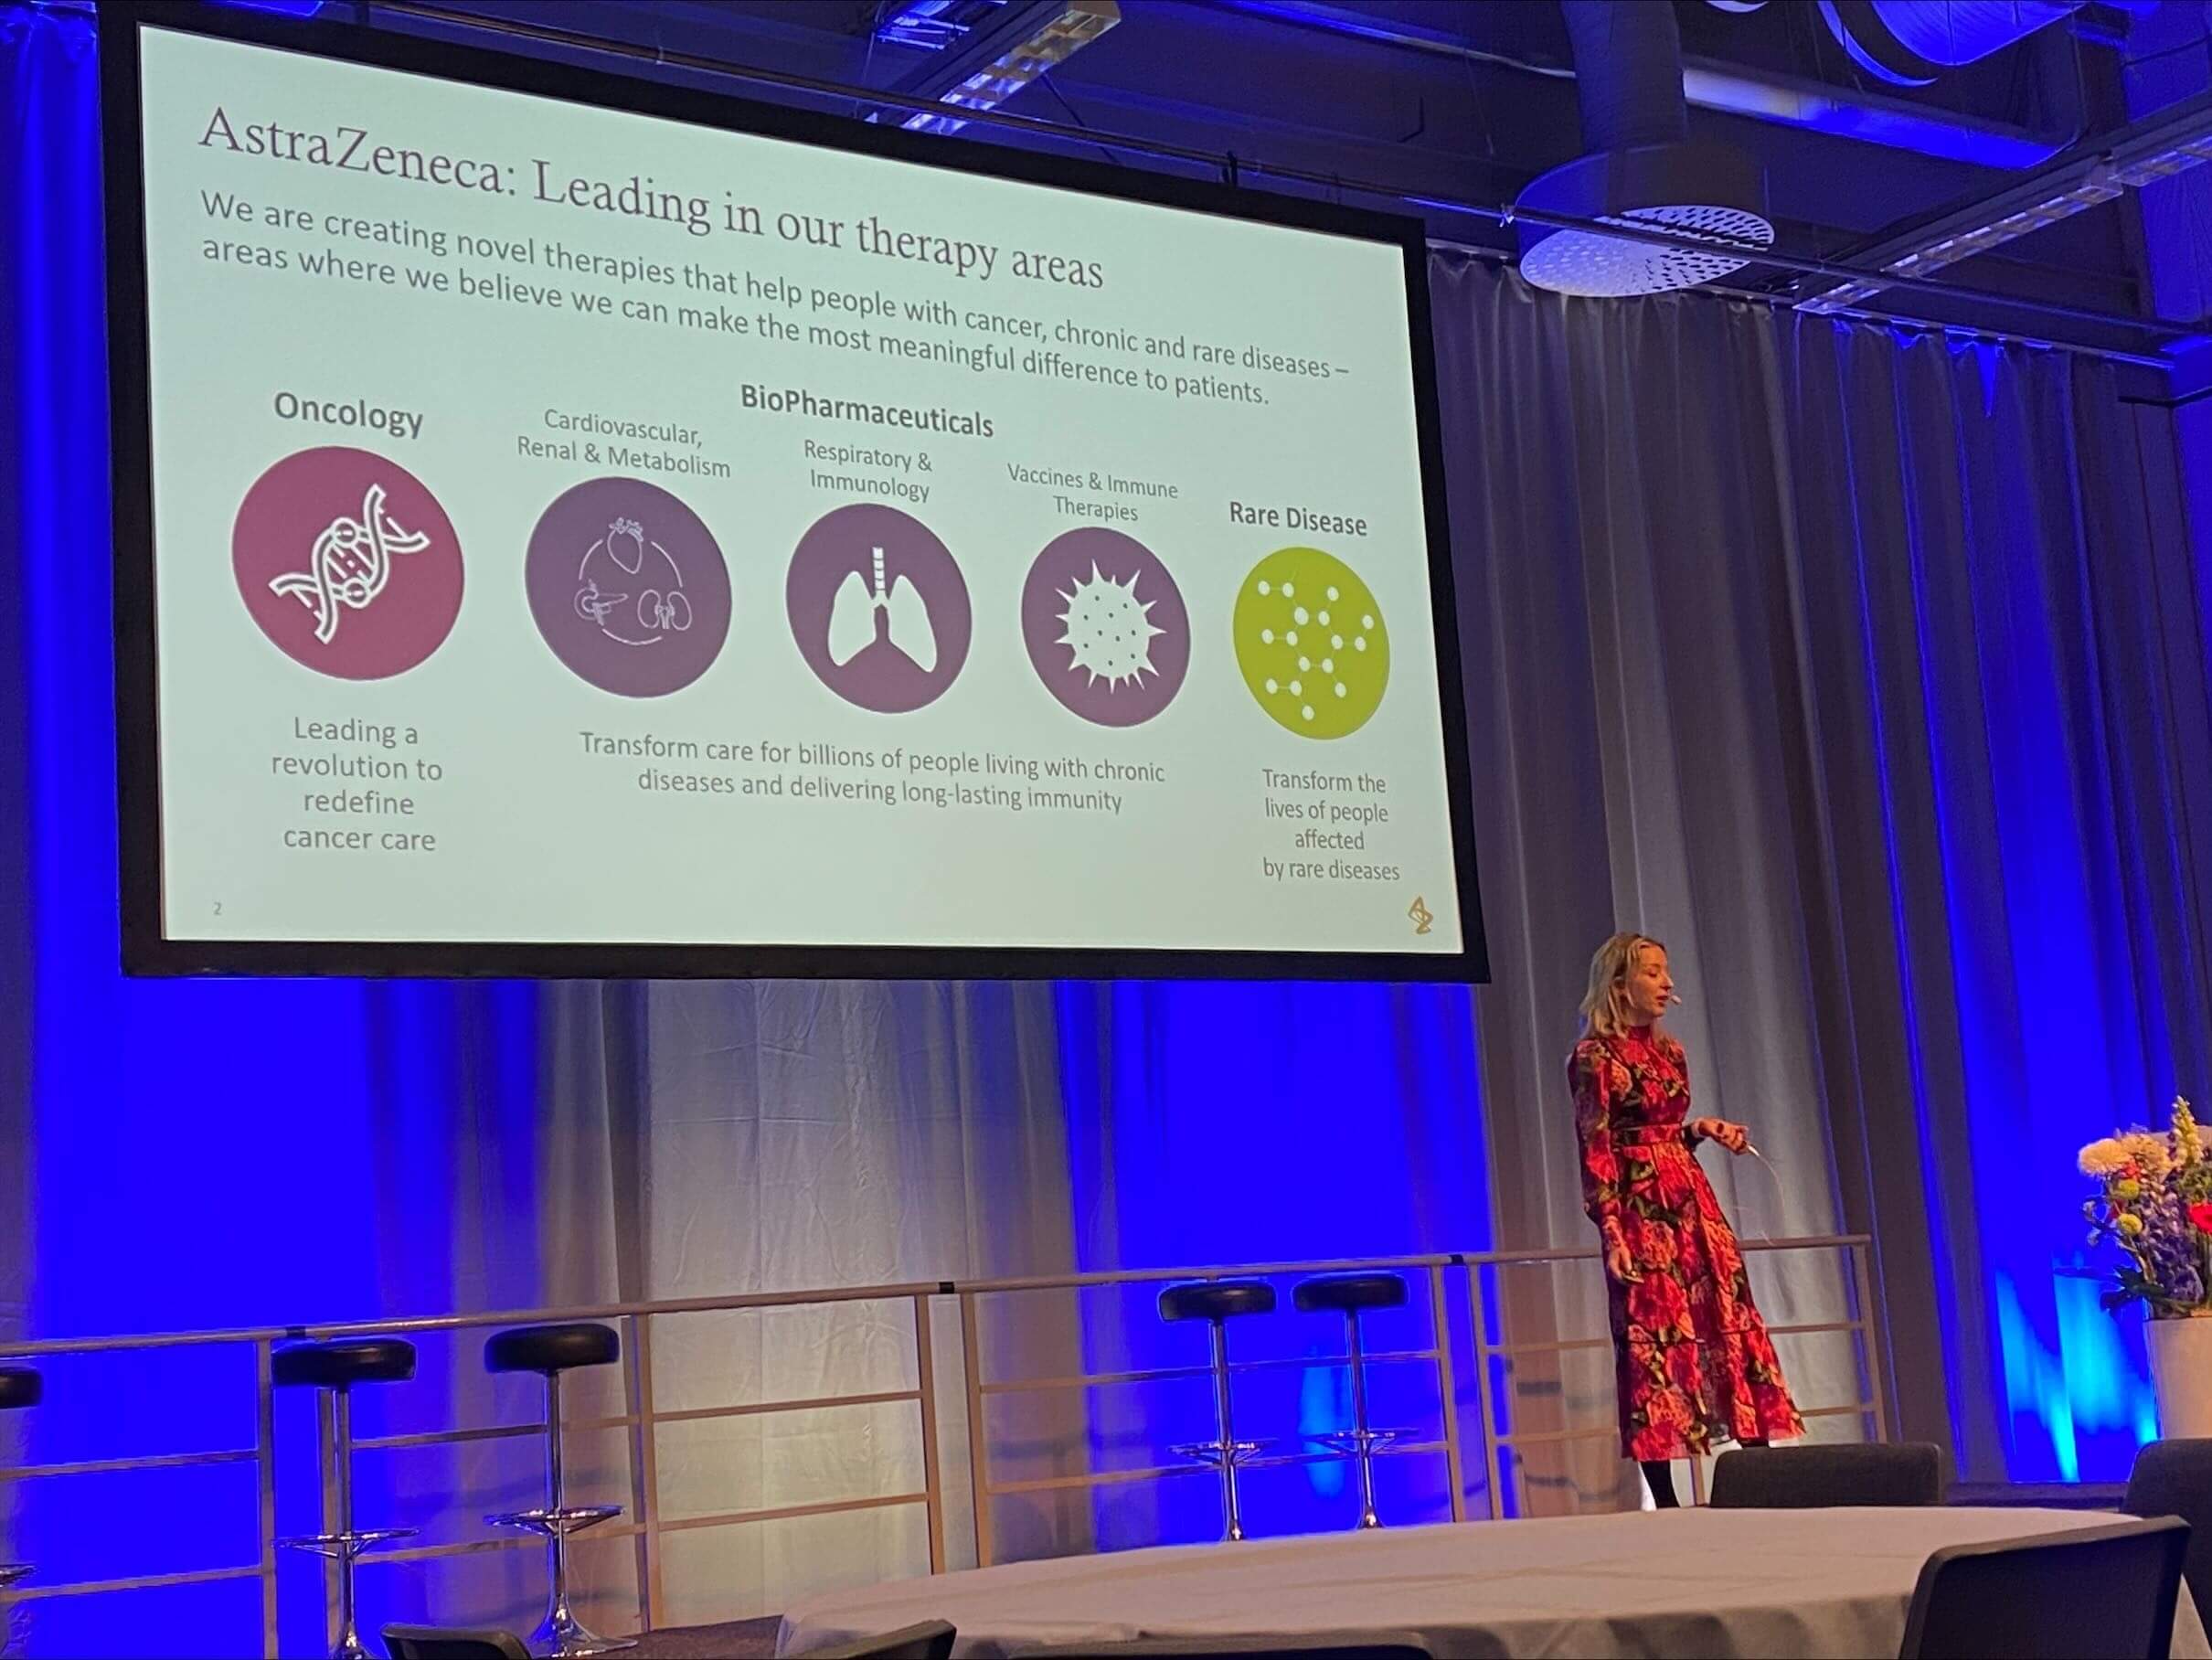 AstraZeneca: Leading in our therapy areas
We are creating novel therapies that help people with cancer, chronic and rare diseases –
areas where we believe we can make the most meaningful difference to patients.
Oncology
BioPharmaceuticals
Cardiovascular,
Renal & Metabolism
Respiratory &
Immunology
Vaccines & Immune
Therapies
Rare Disease
Leading a
revolution to
redefine
cancer care
Transform care for billions of people living with chronic
diseases and delivering long-lasting immunity
Transform the
lives of people
affected
by rare diseases
2